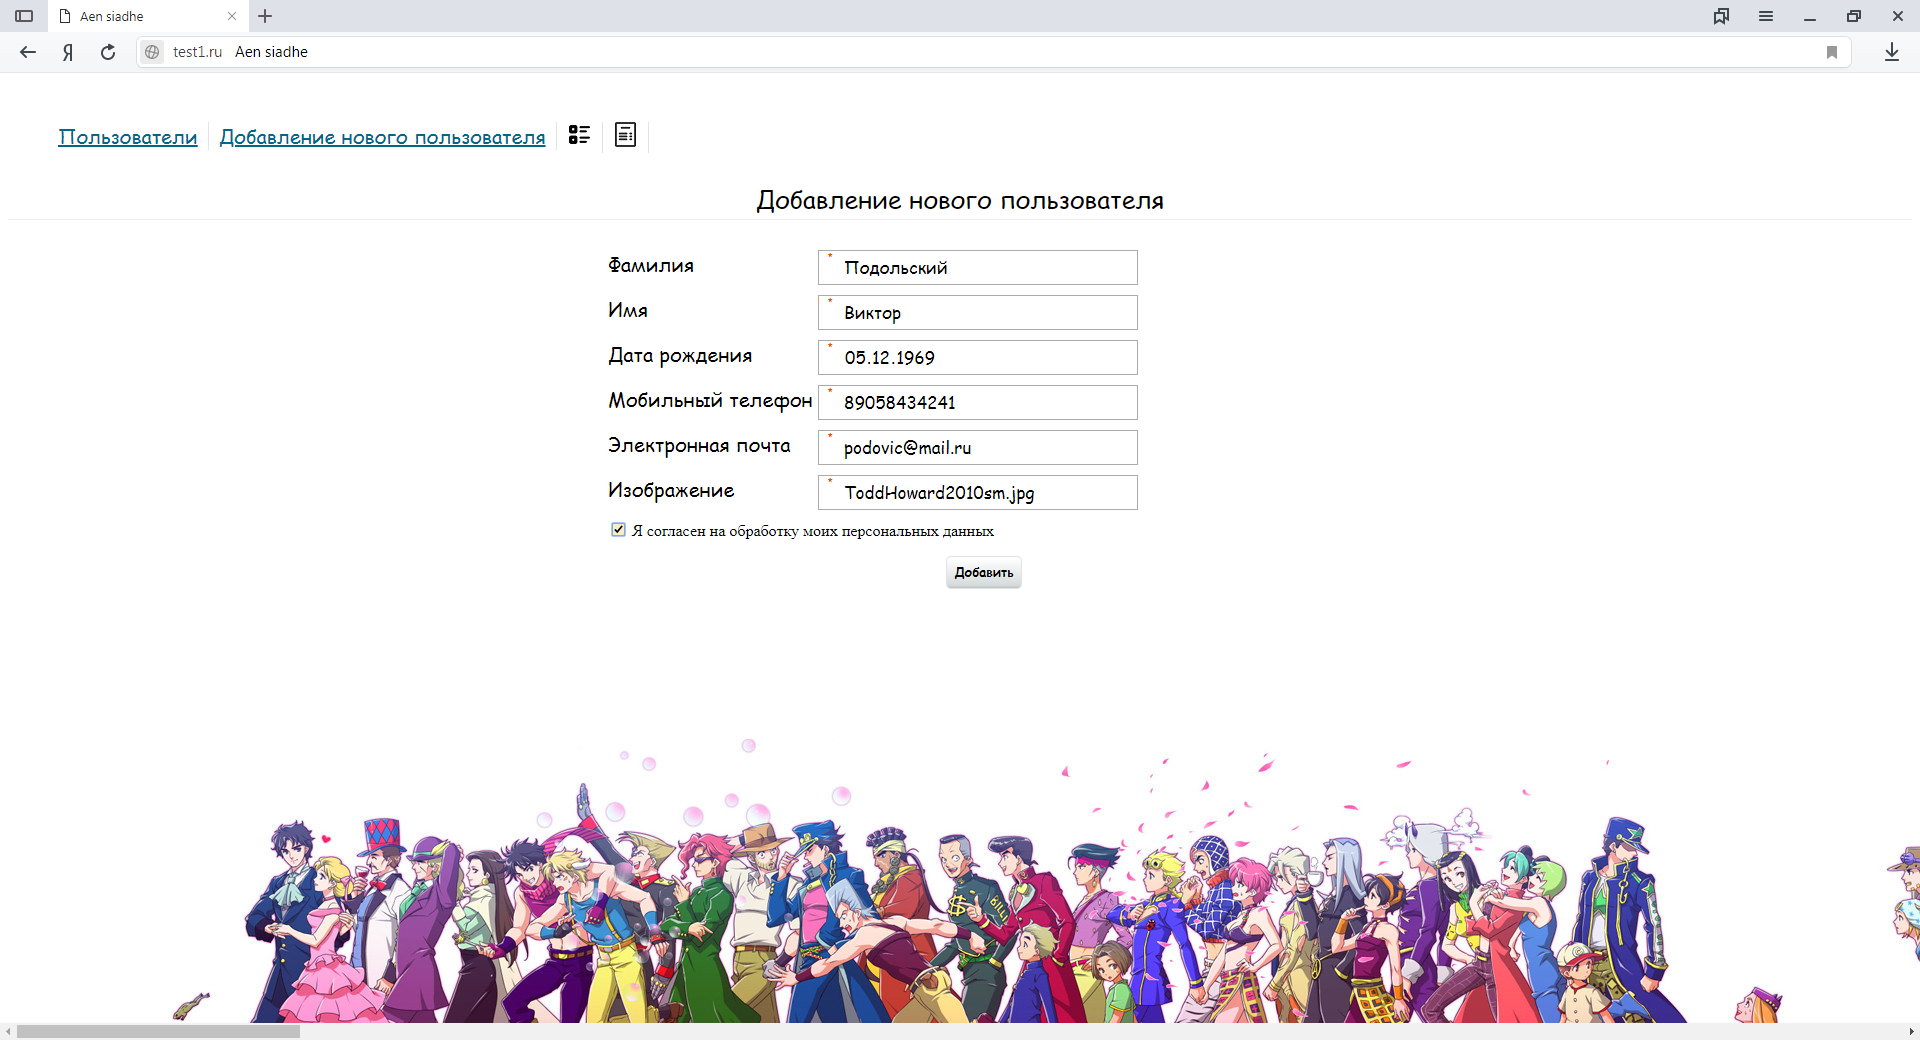 Aen siadhe
Я
test1.ru Aen siadhe
Пользователи Добавление нового пользователя
Добавление нового пользователя
Фамилия * Подольский
Имя * Виктор
Дата рождения * 05.12.1969
Мобильный телефон * 89058434241
Электронная почта * podovic@mail.ru
Изображение * ToddHoward2010sm.jpg
Я согласен на обработку моих персональных данных
Добавить
$ BILLY